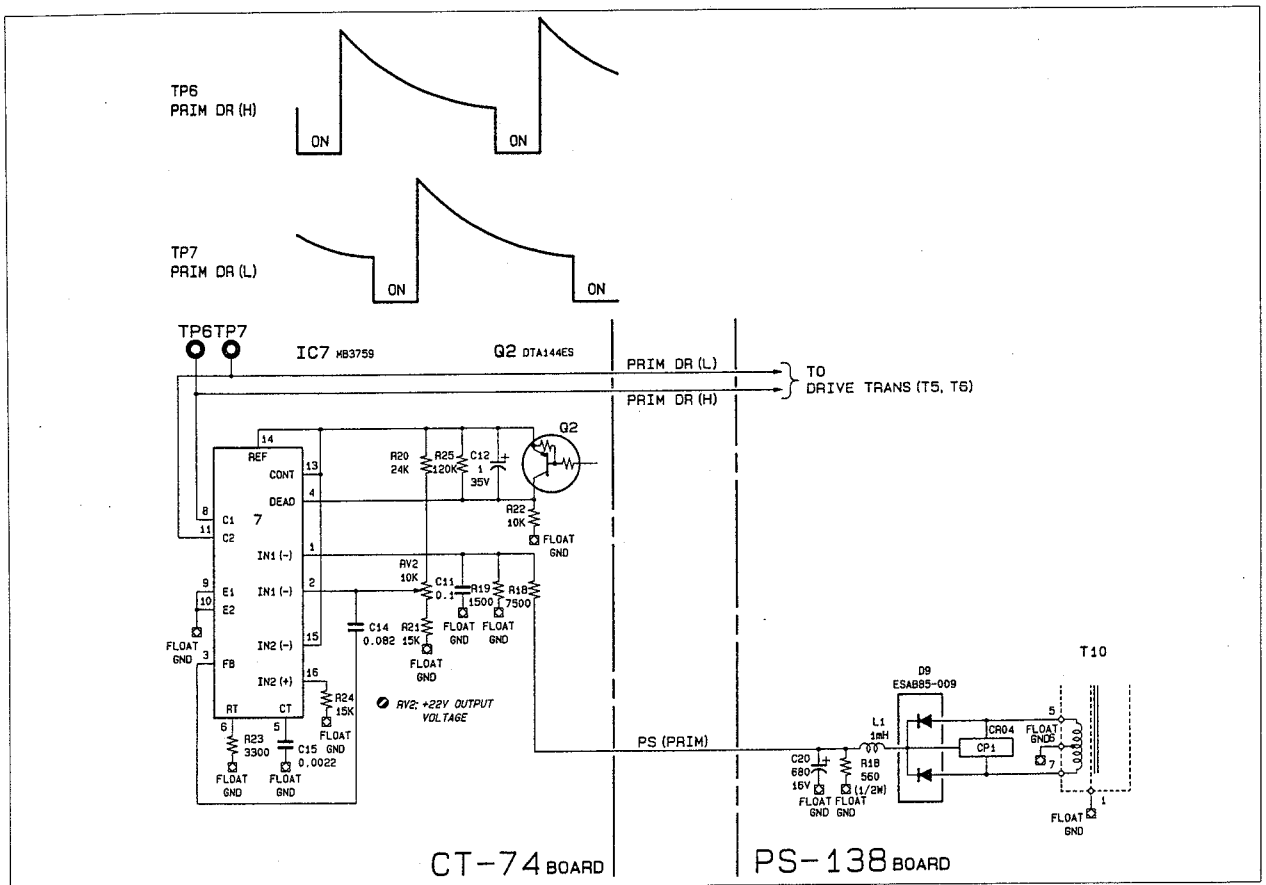 TP6
PRIM DR (H)
ON
ON
TP7
PRIM DR (L)
ON
ON
TP6 TP7
IC7 MB3759
Q2 DTA144ES
PRIM DR (L)
PRIM DR (H)
TO
DRIVE TRANS (T5, T6)
14
REF
13
CONT
4
DEAD
8
C1
7
11
C2
1
IN1 (-)
9
E1
2
IN1 (-)
10
E2
FLOAT
GND
3
FB
15
IN2 (-)
16
IN2 (+)
RT
CT
6
5
R23
3300
FLOAT
GND
C15
0.0022
FLOAT
GND
R24
15K
FLOAT
GND
C14
0.082
R20
24K
R25
120K
C12
1
35V
+
Q2
R22
10K
FLOAT
GND
RV2
10K
R21
15K
FLOAT
GND
C11
0.1
FLOAT
GND
R19
1500
FLOAT
GND
R18
7500
RV2; +22V OUTPUT
VOLTAGE
PS (PRIM)
C20
680
16V
+
FLOAT
GND
R18
560
(1/2W)
FLOAT
GND
L1
1mH
D9
ESAB85-009
CR04
CP1
T10
5
FLOAT
GND
6
7
1
FLOAT
GND
CT-74 BOARD
PS-138 BOARD